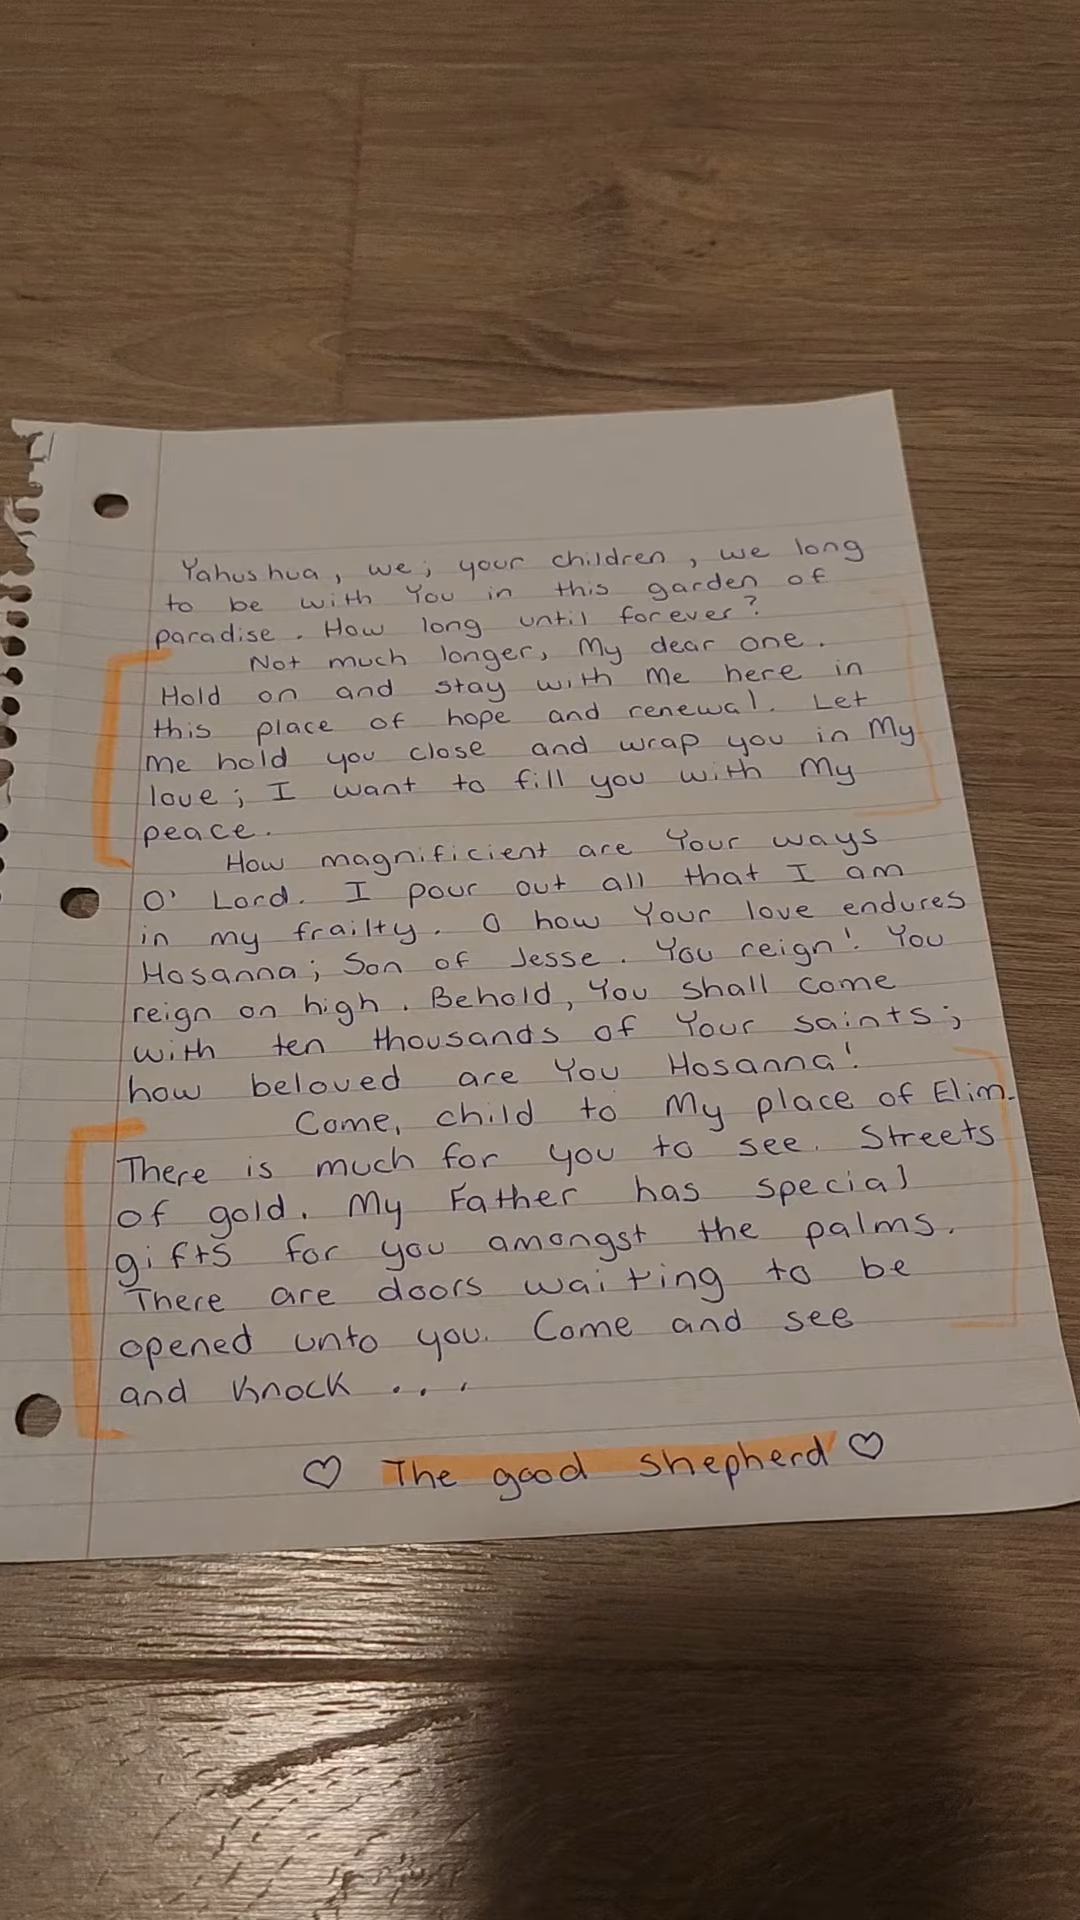 Yahushua, we; your children, we long
to be with You in this garden of
paradise. How long until forever?
Not much longer, My dear one.
Hold on and stay with Me here in
this place of hope and renewal. Let
Me hold you close and wrap you in My
love; I want to fill you with My
peace.
How magnificient are Your ways
O' Lord. I pour out all that I am
in my frailty. O how Your love endures
Hosanna; Son of Jesse. You reign! You
reign on high. Behold, You shall come
with ten thousands of Your saints;
how beloved are You Hosanna!
Come, child to My place of Elim.
There is much for you to see. Streets
of gold. My Father has special
gifts for you amongst the palms.
There are doors waiting to be
opened unto you. Come and see
and knock ...
♡ The good shepherd ♡